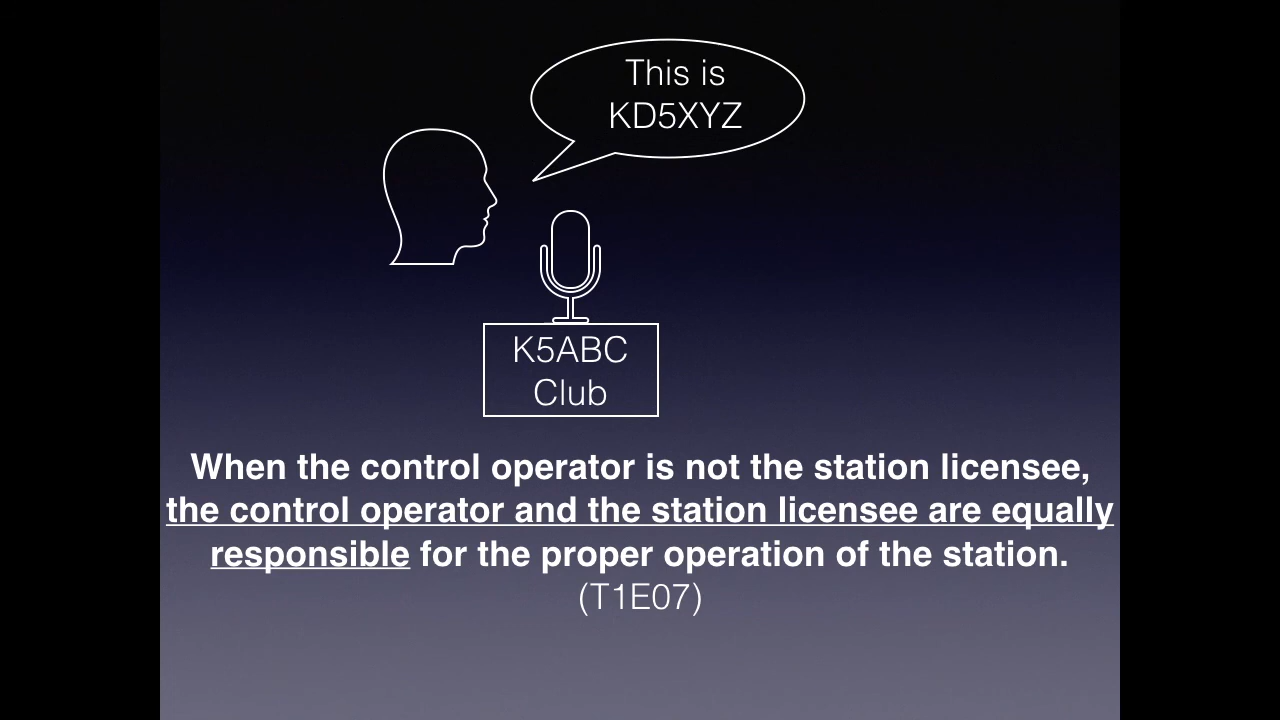 This is
KD5XYZ
K5ABC
Club
When the control operator is not the station licensee,
the control operator and the station licensee are equally
responsible for the proper operation of the station.
(T1E07)